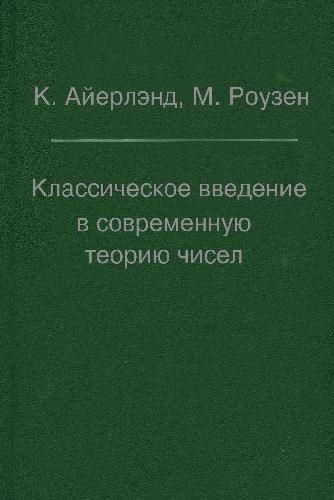 К. Айерлэнд, М. Роузен
Классическое введение
в современную
теорию чисел